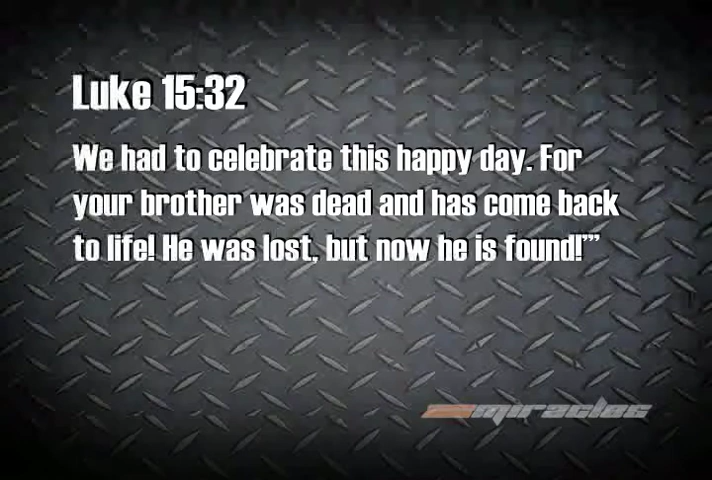 Luke 15:32
We had to celebrate this happy day. For
your brother was dead and has come back
to life! He was lost, but now he is found!’”
miracles